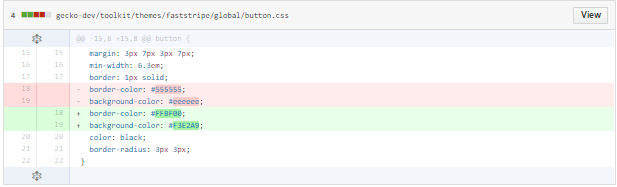 4 gecko-dev/toolkit/themes/faststripe/global/button.css View
@@ -15,8 +15,8 @@ button {
15 15 margin: 3px 7px 3px 7px;
16 16 min-width: 6.3em;
17 17 border: 1px solid;
18 - border-color: #555555;
19 - background-color: #eeeeee;
18 + border-color: #FFBF00;
19 + background-color: #F3E2A9;
20 20 color: black;
21 21 border-radius: 3px 3px;
22 22 }